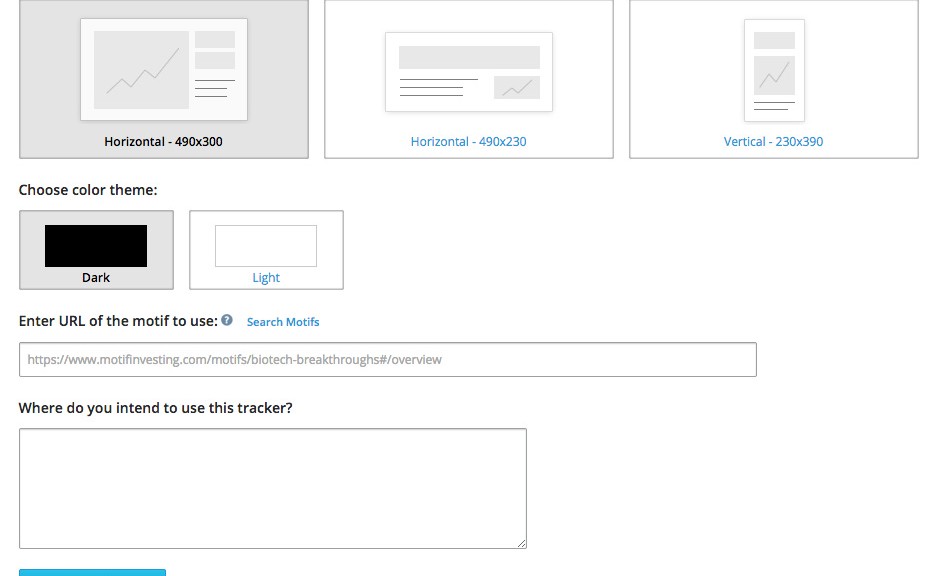 Horizontal - 490x300
Horizontal - 490x230
Vertical - 230x390
Choose color theme:
Dark
Light
Enter URL of the motif to use: ? Search Motifs
https://www.motifinvesting.com/motifs/biotech-breakthroughs#/overview
Where do you intend to use this tracker?